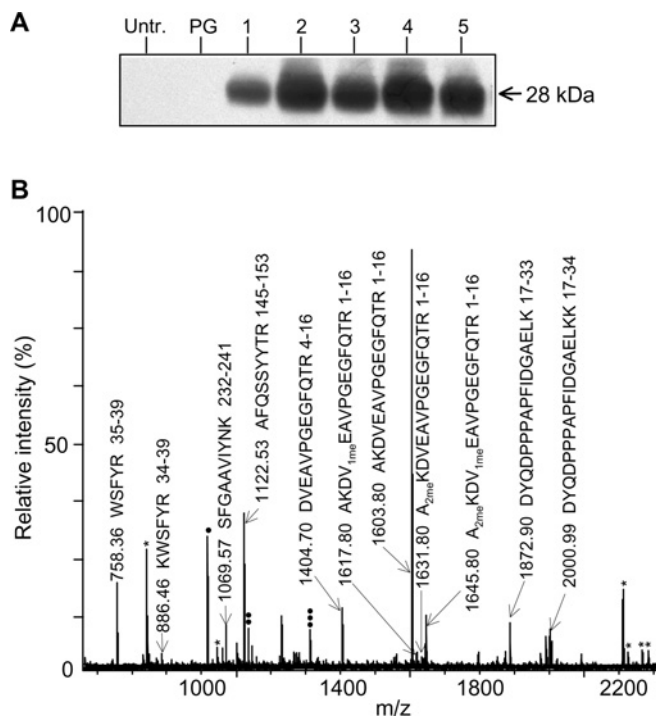 A
Untr. PG 1 2 3 4 5
28 kDa
B
Relative intensity (%)
100
50
0
758.36 WSFYR 35-39
*
886.46 KWSFYR 34-39
•
*
1069.57 SFGAAVIYNK 232-241
1122.53 AFQSSYYTR 145-153
••
•••
1404.70 DVEAVPGEGFQTR 4-16
1617.80 AKDV1meEAVPGEGFQTR 1-16
1603.80 AKDVEAVPGEGFQTR 1-16
1631.80 A2meKDVEAVPGEGFQTR 1-16
1645.80 A2meKDV1meEAVPGEGFQTR 1-16
1872.90 DYQDPPPAPFIDGAELK 17-33
2000.99 DYQDPPPAPFIDGAELKK 17-34
*
*
**
1000 1400 1800 2200
m/z